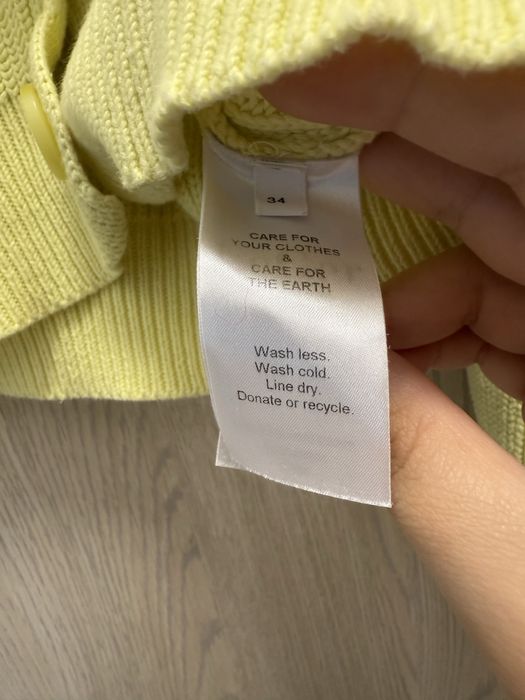 34
CARE FOR
YOUR CLOTHES
&
CARE FOR
THE EARTH
Wash less.
Wash cold.
Line dry.
Donate or recycle.